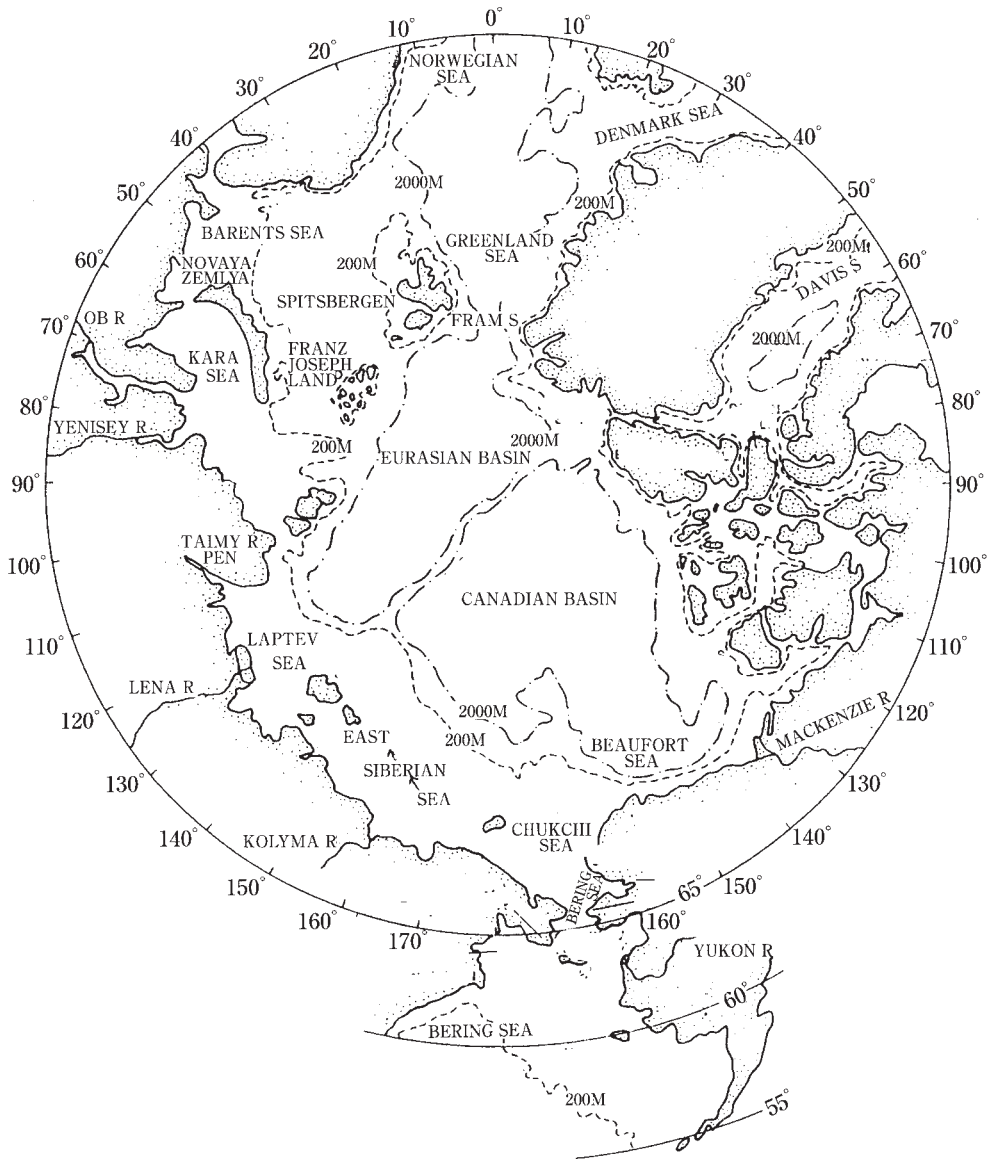 0°
10°
10°
20°
20°
30°
30°
40°
40°
50°
50°
60°
60°
70°
70°
80°
80°
90°
90°
100°
100°
110°
110°
120°
120°
130°
130°
140°
140°
150°
150°
160°
160°
170°
65°
60°
55°
NORWEGIAN
SEA
DENMARK SEA
2000M
200M
BARENTS SEA
GREENLAND
SEA
200M
DAVIS S
NOVAYA
ZEMLYA
200M
SPITSBERGEN
FRAM S
OB R
KARA
SEA
FRANZ
JOSEPH
LAND
2000M
YENISEY R
200M
EURASIAN BASIN
2000M
TAIMY R
PEN
CANADIAN BASIN
LAPTEV
SEA
LENA R
2000M
200M
EAST
SIBERIAN
SEA
BEAUFORT
SEA
MACKENZIE R
KOLYMA R
CHUKCHI
SEA
BERING
SEA
YUKON R
BERING SEA
200M